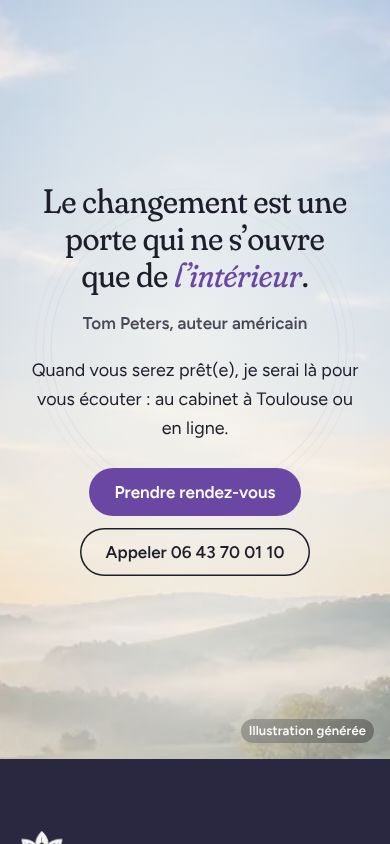 Le changement est une
porte qui ne s’ouvre
que de l’intérieur.
Tom Peters, auteur américain
Quand vous serez prêt(e), je serai là pour
vous écouter : au cabinet à Toulouse ou
en ligne.
Prendre rendez-vous
Appeler 06 43 70 01 10
Illustration générée